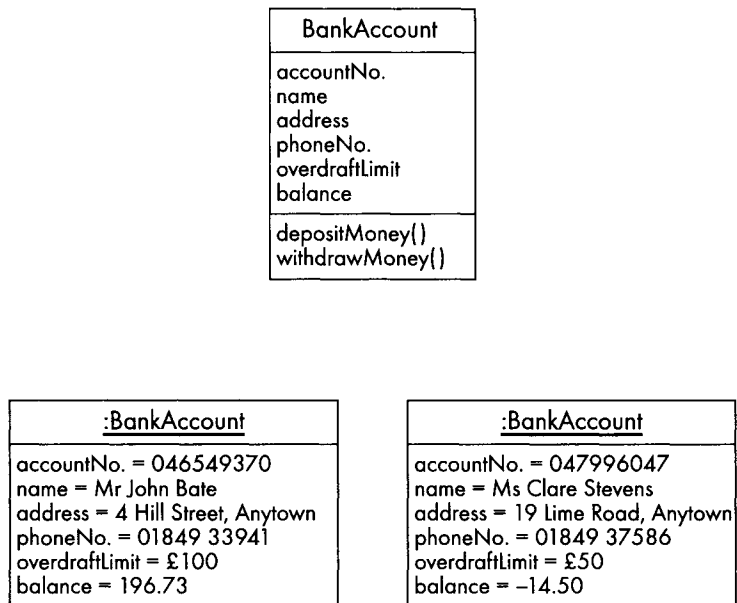 BankAccount
accountNo.
name
address
phoneNo.
overdraftLimit
balance
depositMoney()
withdrawMoney()
:BankAccount
accountNo. = 046549370
name = Mr John Bate
address = 4 Hill Street, Anytown
phoneNo. = 01849 33941
overdraftLimit = £100
balance = 196.73
:BankAccount
accountNo. = 047996047
name = Ms Clare Stevens
address = 19 Lime Road, Anytown
phoneNo. = 01849 37586
overdraftLimit = £50
balance = –14.50